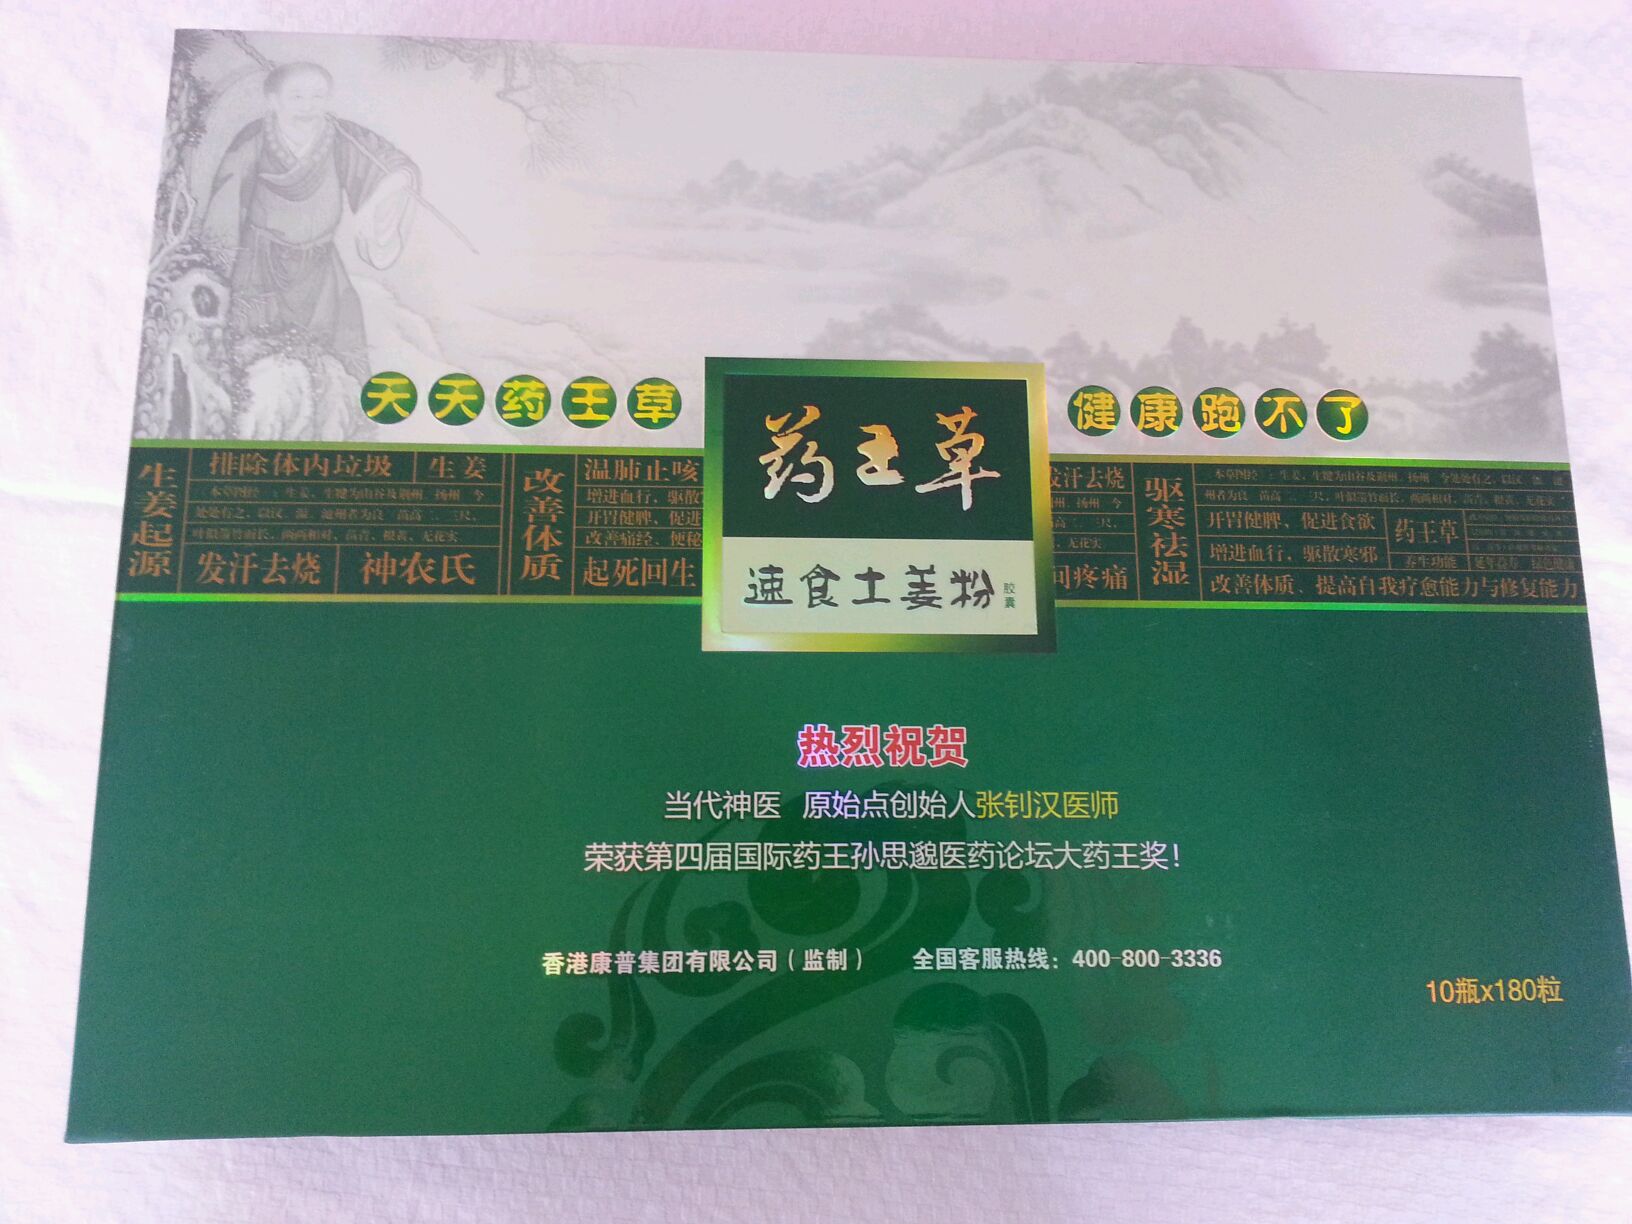 天天药王草
健康跑不了
药王草
速食土姜粉
胶囊
生姜起源
排除体内垃圾
生姜
发汗去烧
神农氏
改善体质
温肺止咳
增进血行，驱散
开胃健脾，促进
改善痛经、便秘
起死回生
发汗去烧
司疼痛
驱寒祛湿
开胃健脾，促进食欲
增进血行，驱散寒邪
药王草
养生功能
改善体质、提高自我疗愈能力与修复能力
热烈祝贺
当代神医 原始点创始人张钊汉医师
荣获第四届国际药王孙思邈医药论坛大药王奖！
香港康普集团有限公司（监制） 全国客服热线：400-800-3336
10瓶x180粒